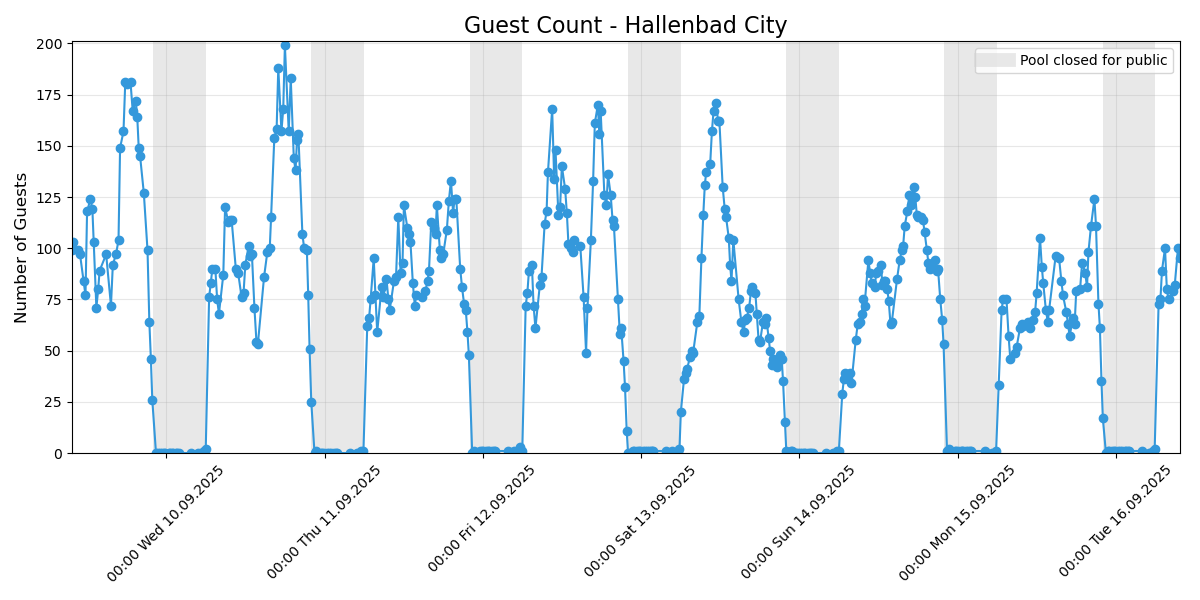 Guest Count - Hallenbad City
Pool closed for public
Number of Guests
200
175
150
125
100
75
50
25
0
00:00 Wed 10.09.2025
00:00 Thu 11.09.2025
00:00 Fri 12.09.2025
00:00 Sat 13.09.2025
00:00 Sun 14.09.2025
00:00 Mon 15.09.2025
00:00 Tue 16.09.2025